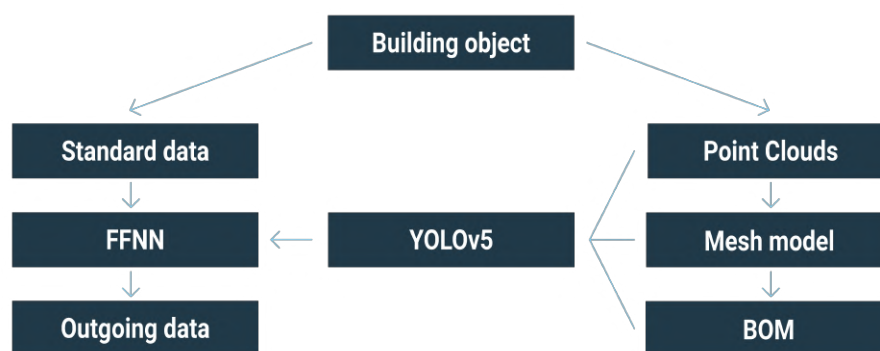 Building object
Standard data
Point Clouds
FFNN
YOLOv5
Mesh model
Outgoing data
BOM